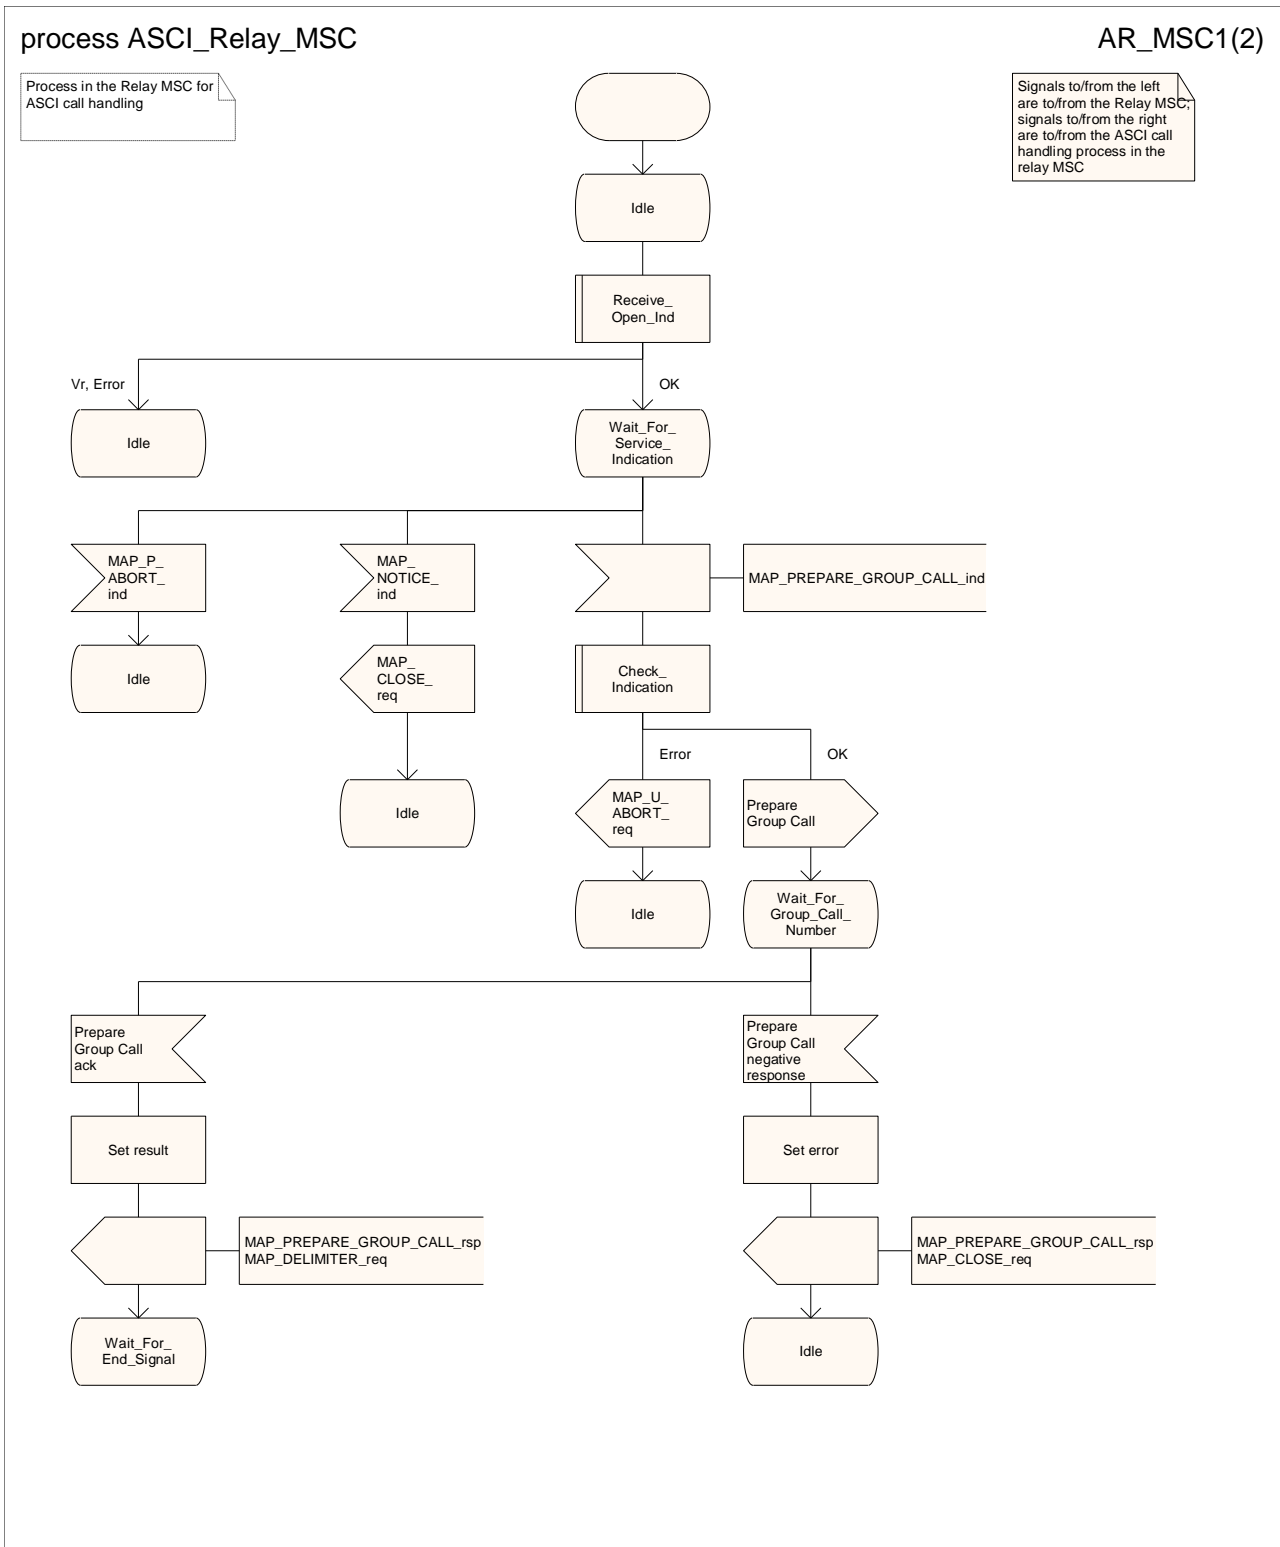 process ASCI_Relay_MSC
AR_MSC1(2)
Process in the Relay MSC for
ASCI call handling
Signals to/from the left
are to/from the Relay MSC;
signals to/from the right
are to/from the ASCI call
handling process in the
relay MSC
Idle
Receive_
Open_Ind
Vr, Error
OK
Idle
Wait_For_
Service_
Indication
MAP_P_
ABORT_
ind
MAP_
NOTICE_
ind
MAP_PREPARE_GROUP_CALL_ind
Idle
MAP_
CLOSE_
req
Check_
Indication
Error
OK
Idle
MAP_U_
ABORT_
req
Prepare
Group Call
Idle
Wait_For_
Group_Call_
Number
Prepare
Group Call
ack
Prepare
Group Call
negative
response
Set result
Set error
MAP_PREPARE_GROUP_CALL_rsp
MAP_DELIMITER_req
MAP_PREPARE_GROUP_CALL_rsp
MAP_CLOSE_req
Wait_For_
End_Signal
Idle